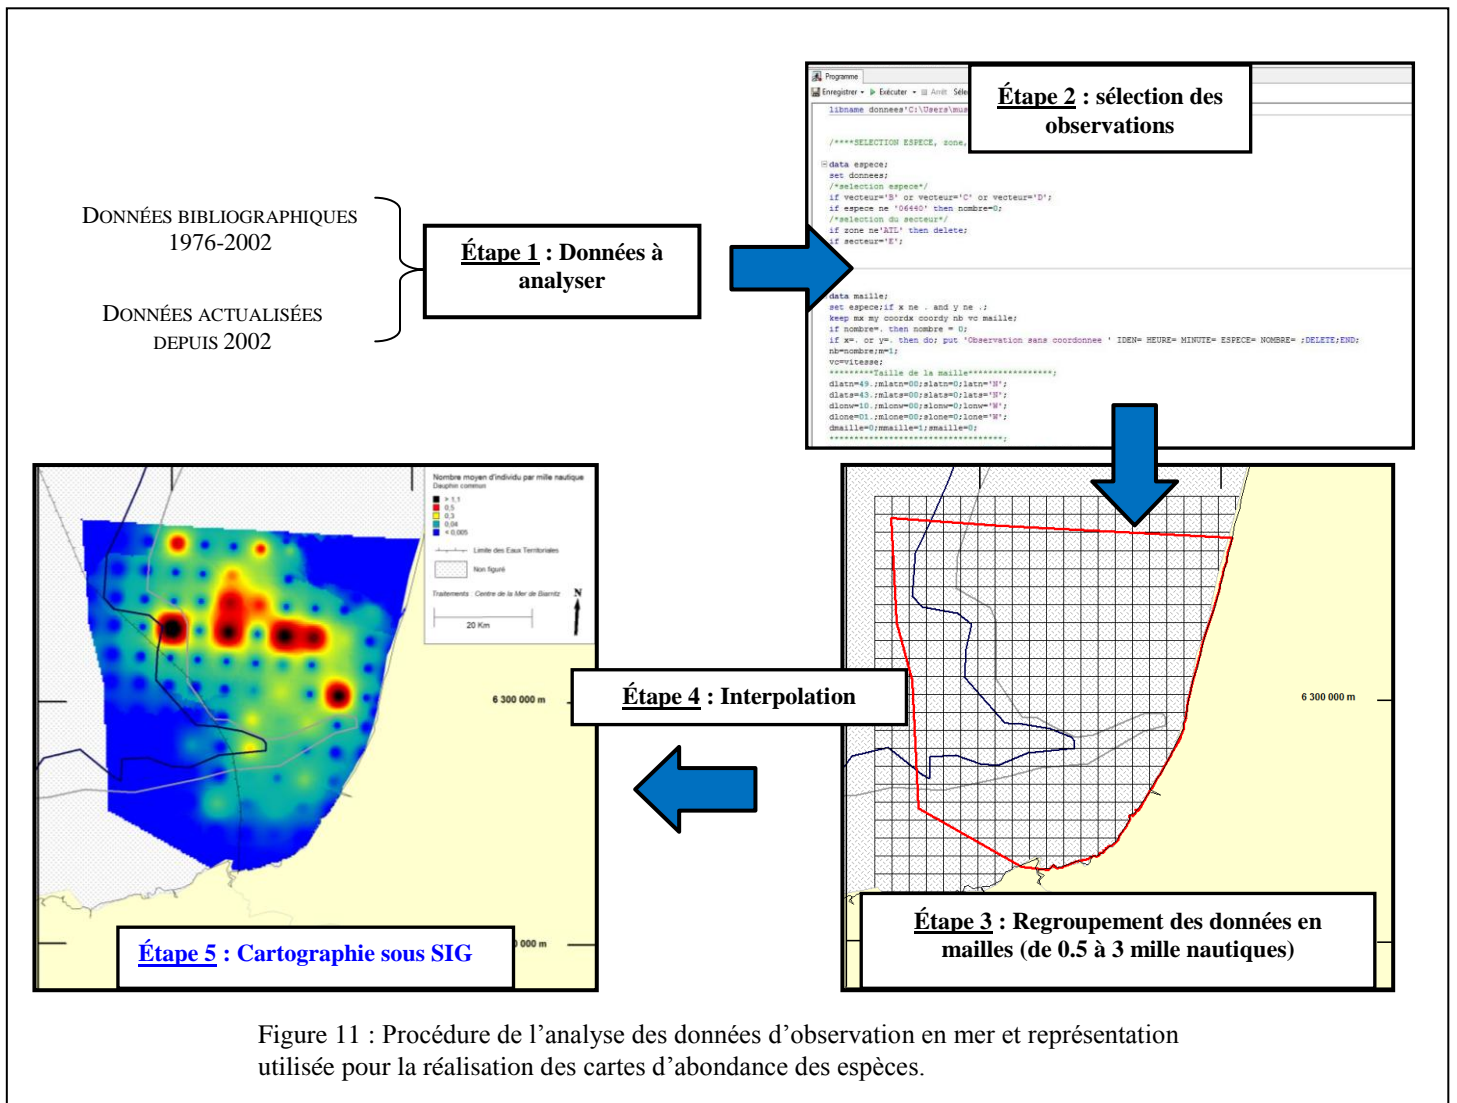 DONNÉES BIBLIOGRAPHIQUES
1976-2002
DONNÉES ACTUALISÉES
DEPUIS 2002
Étape 1 : Données à
analyser
Étape 2 : sélection des
observations
Programme
Enregistrer Exécuter Arrêt
libname donnees'C:\Users\mus
/****SELECTION ESPECE, zone,
data espece;
set donnees;
/*selection espece*/
if vecteur='B' or vecteur='C' or vecteur='D';
if espece ne '06440' then nombre=0;
/*selection du secteur*/
if zone ne'ATL' then delete;
if secteur='E';
data maille;
set espece;if x ne . and y ne .;
keep mx my coordx coordy nb vc maille;
if nombre=. then nombre = 0;
if x=. or y=. then do; put 'Observation sans coordonnee ' IDEN= HEURE= MINUTE= ESPECE= NOMBRE= ;DELETE;END;
nb=nombre;m=1;
vc=vitesse;
*********Taille de la maille*****************;
dlatn=49.;mlatn=00;slatn=0;latn='N';
dlats=43.;mlats=00;slats=0;lats='N';
dlonw=10.;mlonw=00;slonw=0;lonw='W';
dlone=01.;mlone=00;slone=0;lone='W';
dmaille=0;mmaille=1;smaille=0;
***********************************;
Étape 3 : Regroupement des données en
mailles (de 0.5 à 3 mille nautiques)
6 300 000 m
Étape 4 : Interpolation
Nombre moyen d'individu par mille nautique
Dauphin commun
> 1,1
0,5
0,3
0,04
< 0,005
Limite des Eaux Territoriales
Non figuré
Traitements : Centre de la Mer de Biarritz
N
20 Km
6 300 000 m
000 m
Étape 5 : Cartographie sous SIG
Figure 11 : Procédure de l'analyse des données d'observation en mer et représentation
utilisée pour la réalisation des cartes d'abondance des espèces.